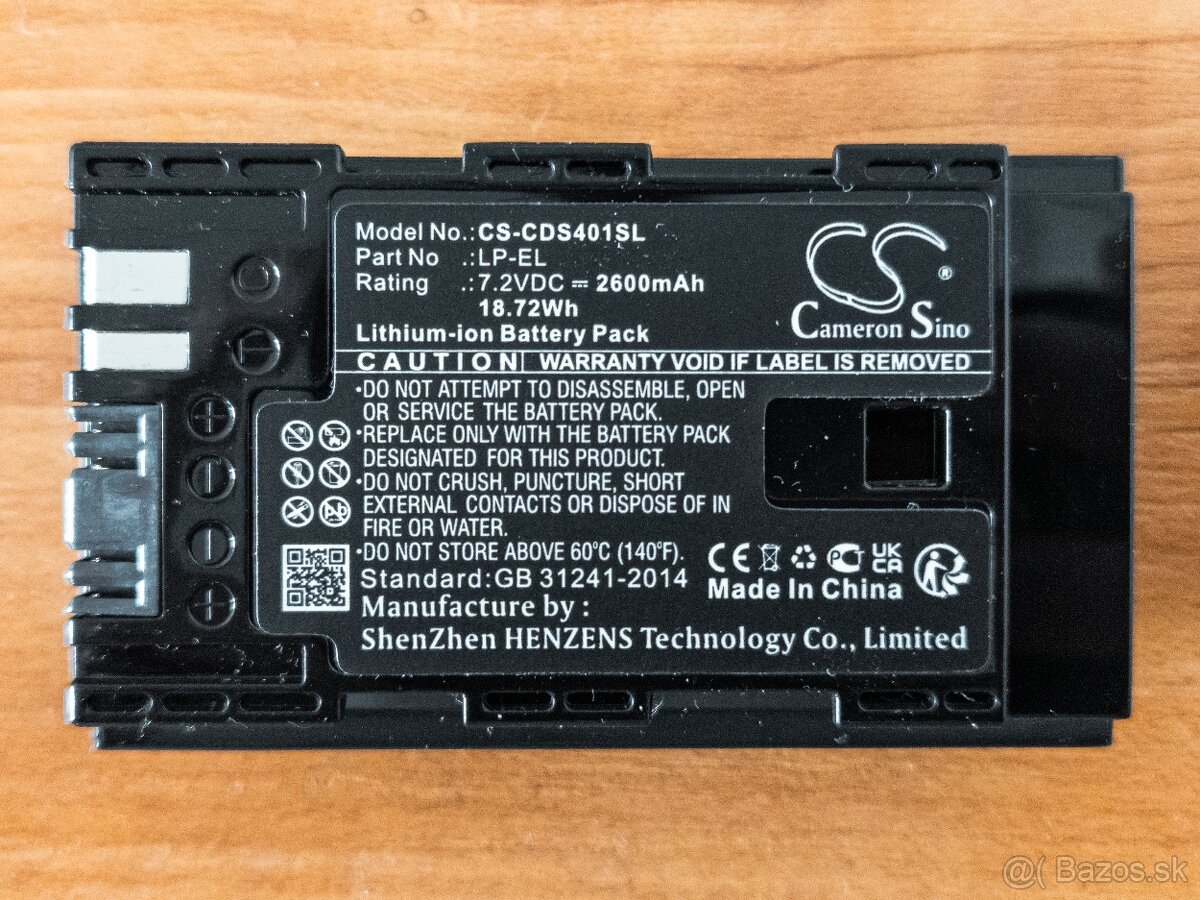 Model No.:CS-CDS401SL
Part No .:LP-EL
Rating .:7.2VDC ⎓ 2600mAh
18.72Wh
Lithium-ion Battery Pack
CS ®
Cameron Sino
CAUTION WARRANTY VOID IF LABEL IS REMOVED
·DO NOT ATTEMPT TO DISASSEMBLE, OPEN
OR SERVICE THE BATTERY PACK.
·REPLACE ONLY WITH THE BATTERY PACK
DESIGNATED FOR THIS PRODUCT.
·DO NOT CRUSH, PUNCTURE, SHORT
EXTERNAL CONTACTS OR DISPOSE OF IN
FIRE OR WATER.
·DO NOT STORE ABOVE 60°C (140°F).
Standard:GB 31241-2014
CE UK CA
Made In China
Manufacture by :
ShenZhen HENZENS Technology Co., Limited
@( Bazos.sk